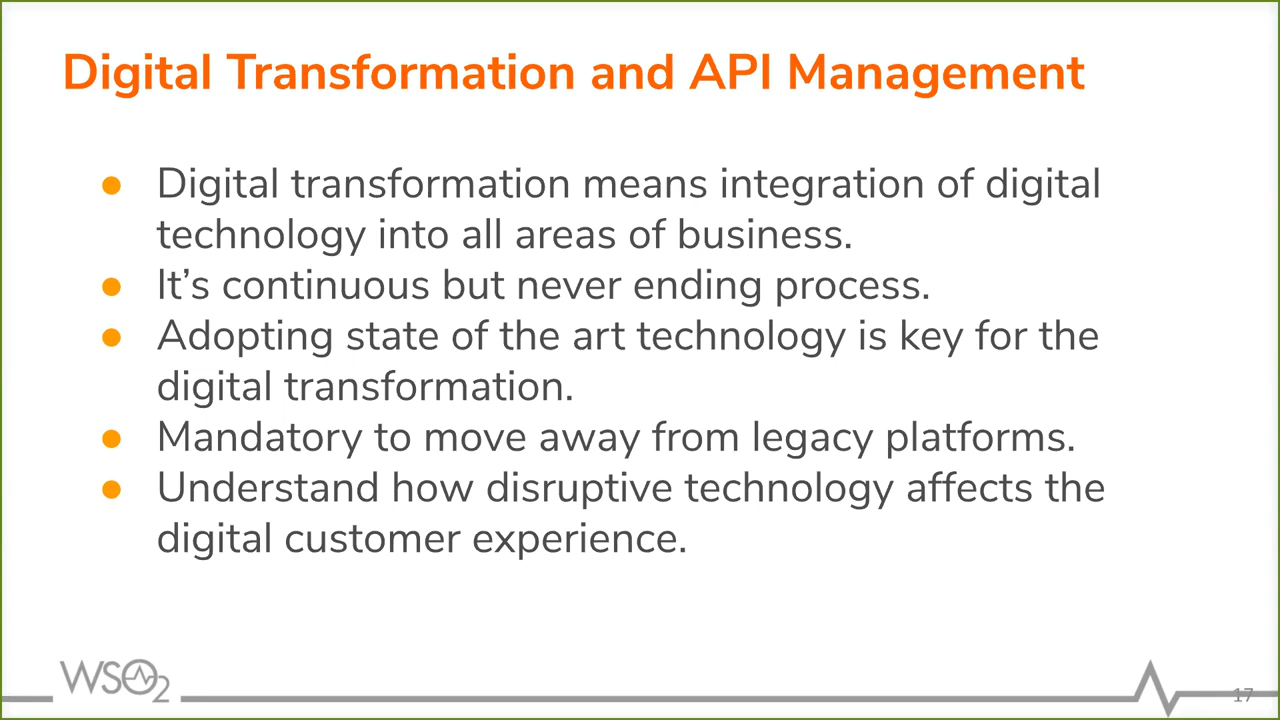 Digital Transformation and API Management
● Digital transformation means integration of digital
technology into all areas of business.
● It’s continuous but never ending process.
● Adopting state of the art technology is key for the
digital transformation.
● Mandatory to move away from legacy platforms.
● Understand how disruptive technology affects the
digital customer experience.
WSO2
17